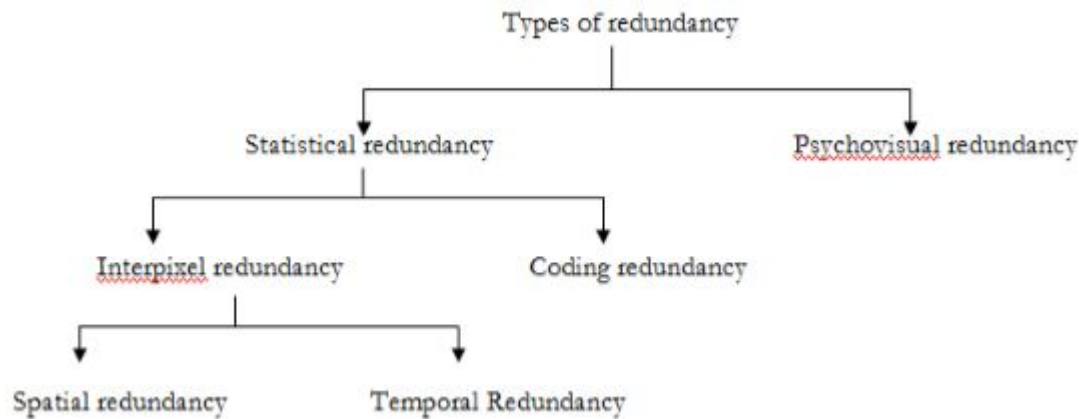 Types of redundancy
Statistical redundancy
Psychovisual redundancy
Interpixel redundancy
Coding redundancy
Spatial redundancy
Temporal Redundancy